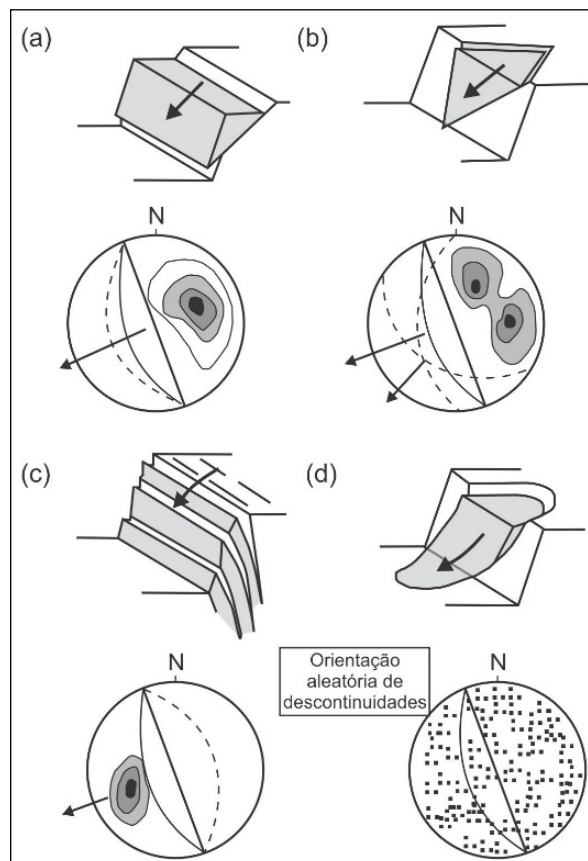 (a)
(b)
N
N
(c)
(d)
N
Orientação
aleatória de
descontinuidades
N